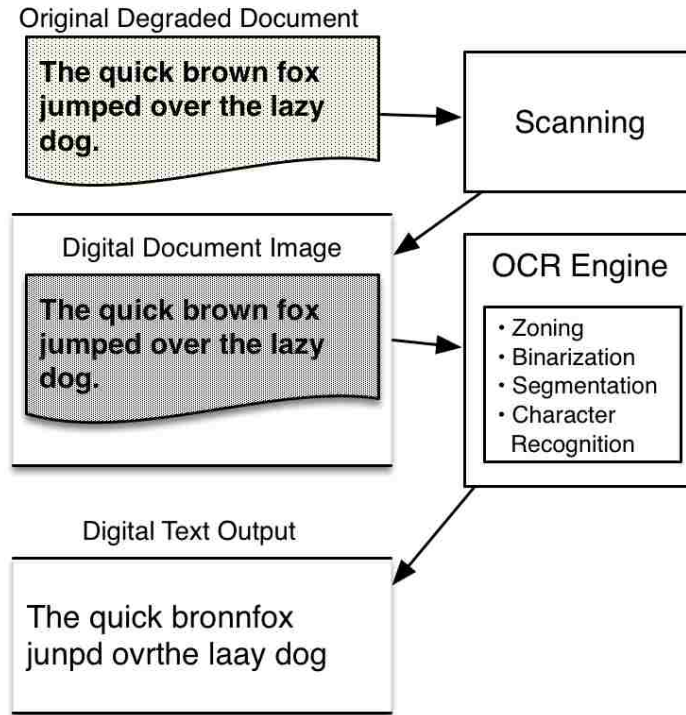 Original Degraded Document
The quick brown fox
jumped over the lazy
dog.
Scanning
Digital Document Image
The quick brown fox
jumped over the lazy
dog.
OCR Engine
• Zoning
• Binarization
• Segmentation
• Character
Recognition
Digital Text Output
The quick bronnfox
junpd ovrthe laay dog